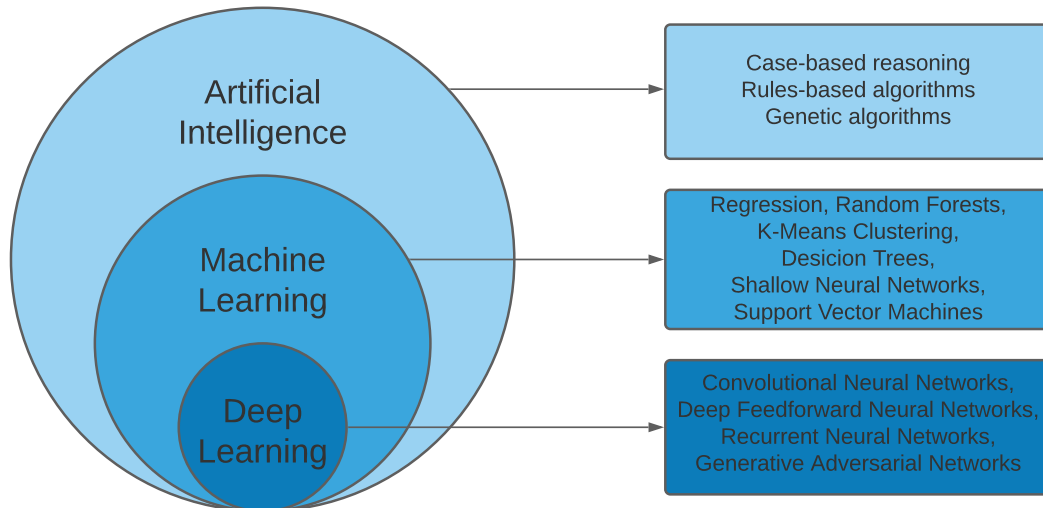 Artificial
Intelligence
Case-based reasoning
Rules-based algorithms
Genetic algorithms
Machine
Learning
Regression, Random Forests,
K-Means Clustering,
Desicion Trees,
Shallow Neural Networks,
Support Vector Machines
Deep
Learning
Convolutional Neural Networks,
Deep Feedforward Neural Networks,
Recurrent Neural Networks,
Generative Adversarial Networks